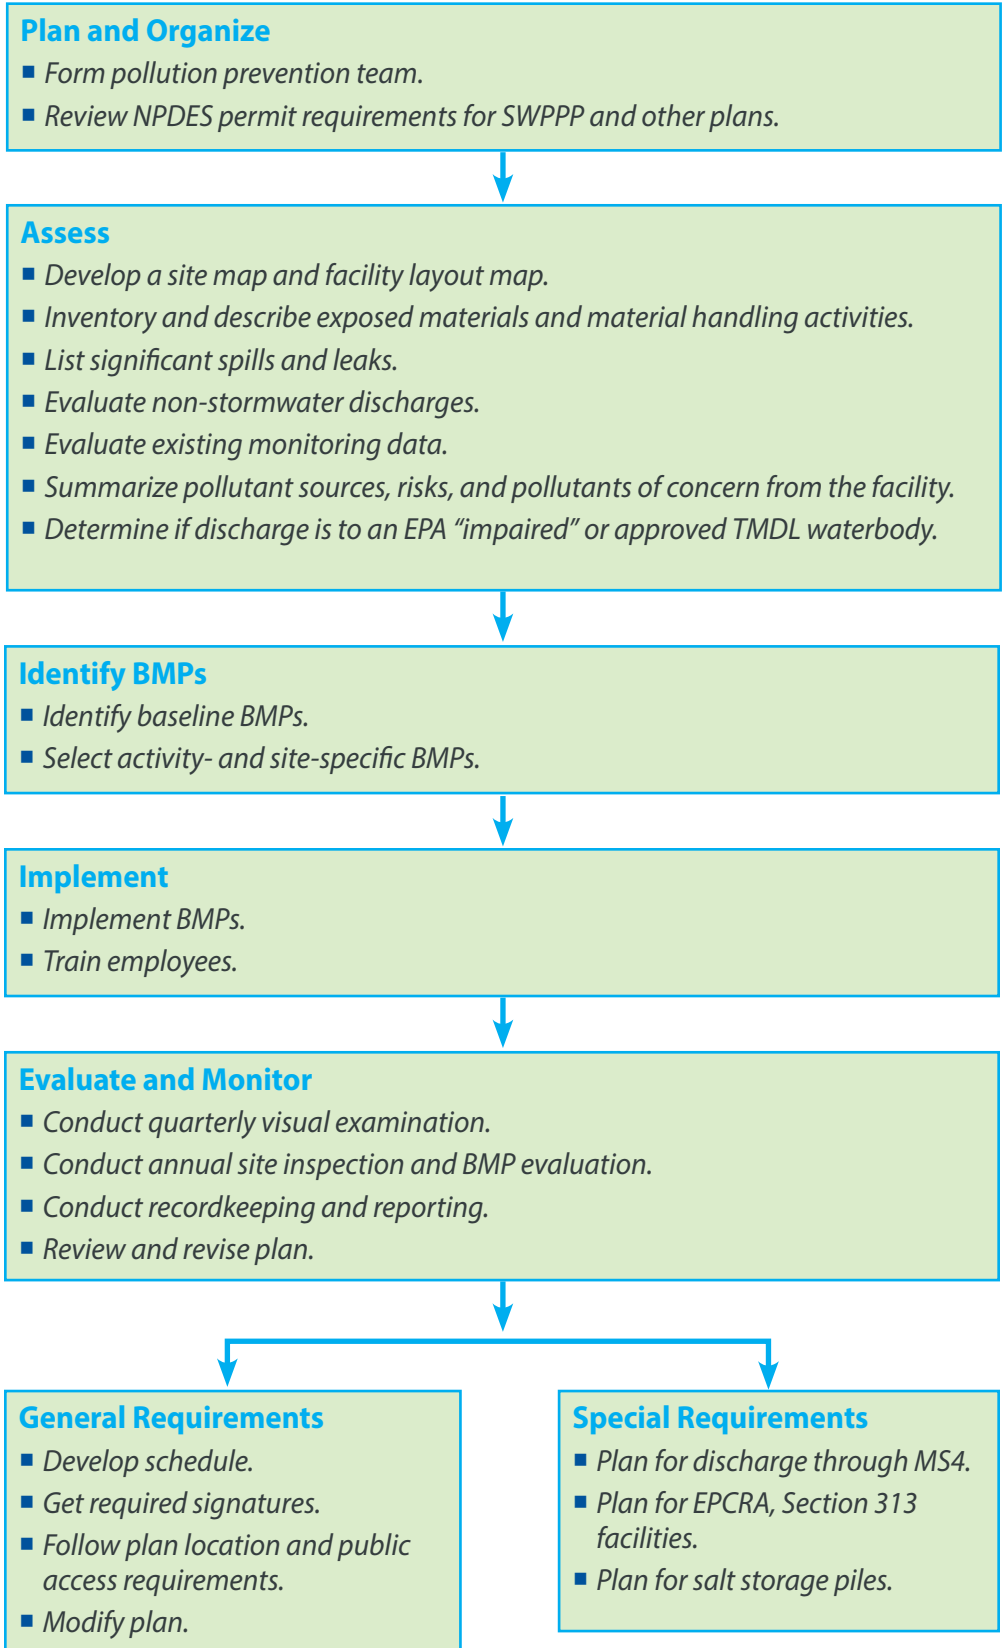 Plan and Organize
■ Form pollution prevention team.
■ Review NPDES permit requirements for SWPPP and other plans.
Assess
■ Develop a site map and facility layout map.
■ Inventory and describe exposed materials and material handling activities.
■ List significant spills and leaks.
■ Evaluate non-stormwater discharges.
■ Evaluate existing monitoring data.
■ Summarize pollutant sources, risks, and pollutants of concern from the facility.
■ Determine if discharge is to an EPA “impaired” or approved TMDL waterbody.
Identify BMPs
■ Identify baseline BMPs.
■ Select activity- and site-specific BMPs.
Implement
■ Implement BMPs.
■ Train employees.
Evaluate and Monitor
■ Conduct quarterly visual examination.
■ Conduct annual site inspection and BMP evaluation.
■ Conduct recordkeeping and reporting.
■ Review and revise plan.
General Requirements
■ Develop schedule.
■ Get required signatures.
■ Follow plan location and public
access requirements.
■ Modify plan.
Special Requirements
■ Plan for discharge through MS4.
■ Plan for EPCRA, Section 313
facilities.
■ Plan for salt storage piles.